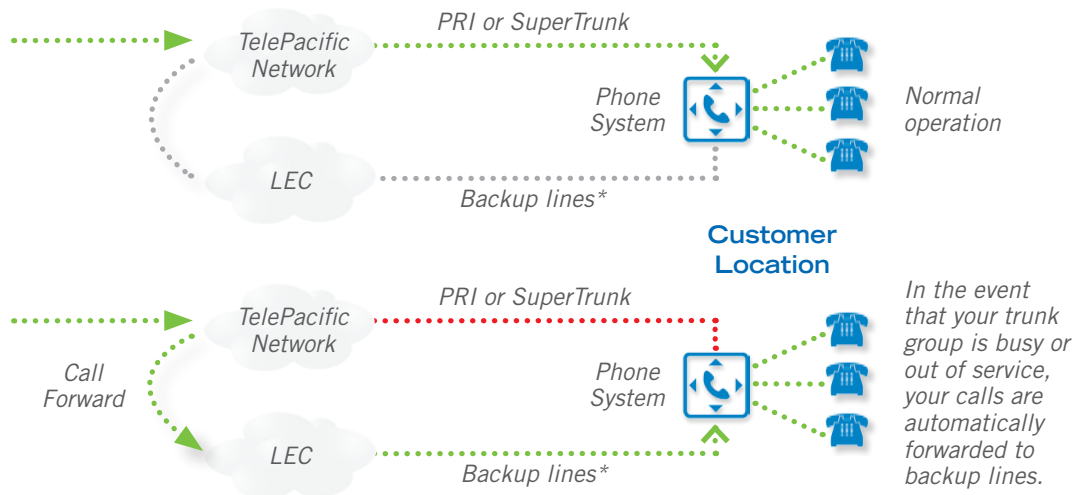 TelePacific
Network
PRI or SuperTrunk
Phone
System
Normal
operation
LEC
Backup lines*
Customer
Location
TelePacific
Network
PRI or SuperTrunk
Call
Forward
Phone
System
In the event
that your trunk
group is busy or
out of service,
your calls are
automatically
forwarded to
backup lines.
LEC
Backup lines*